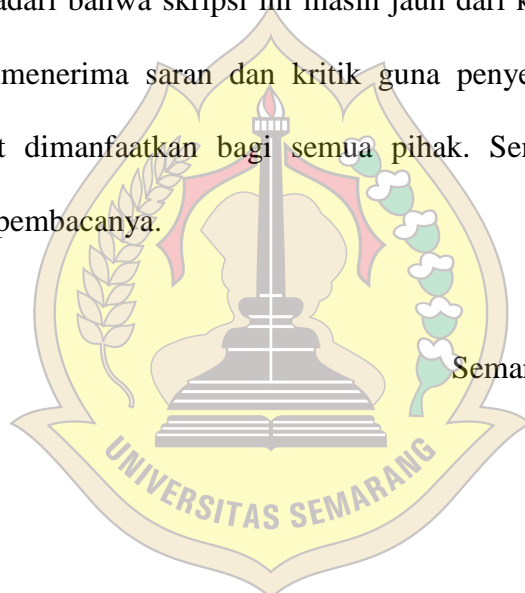 adari bahwa skripsi ini masih jauh dari k
menerima saran dan kritik guna penye
t dimanfaatkan bagi semua pihak. Se
pembacanya.
Semar
UNIVERSITAS SEMARANG